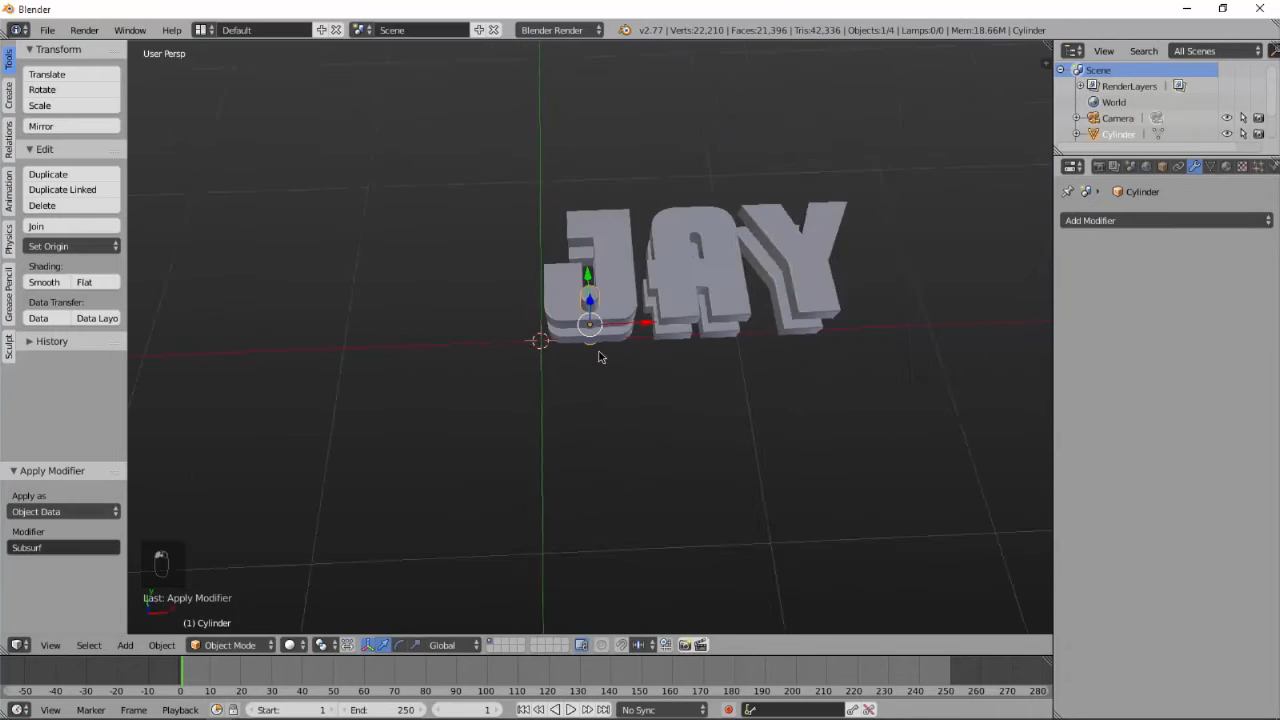 Blender
File Render Window Help Default Scene Blender Render v2.77 | Verts:22,210 | Faces:21,396 | Tris:42,336 | Objects:1/4 | Lamps:0/0 | Mem:18.66M | Cylinder
Tools
Create
Relations
Animation
Physics
Grease Pencil
Sculpt
Transform
Translate
Rotate
Scale
Mirror
Edit
Duplicate
Duplicate Linked
Delete
Join
Set Origin
Shading:
Smooth Flat
Data Transfer:
Data Data Layo
History
Apply Modifier
Apply as
Object Data
Modifier
Subsurf
User Persp
JAY
Last: Apply Modifier
(1) Cylinder
View Search All Scenes
Scene
RenderLayers
World
Camera
Cylinder
Cylinder
Add Modifier
View Select Add Object Object Mode Global
-50 -40 -30 -20 -10 0 10 20 30 40 50 60 70 80 90 100 110 120 130 140 150 160 170 180 190 200 210 220 230 240 250 260 270 280
View Marker Frame Playback Start: 1 End: 250 1 No Sync